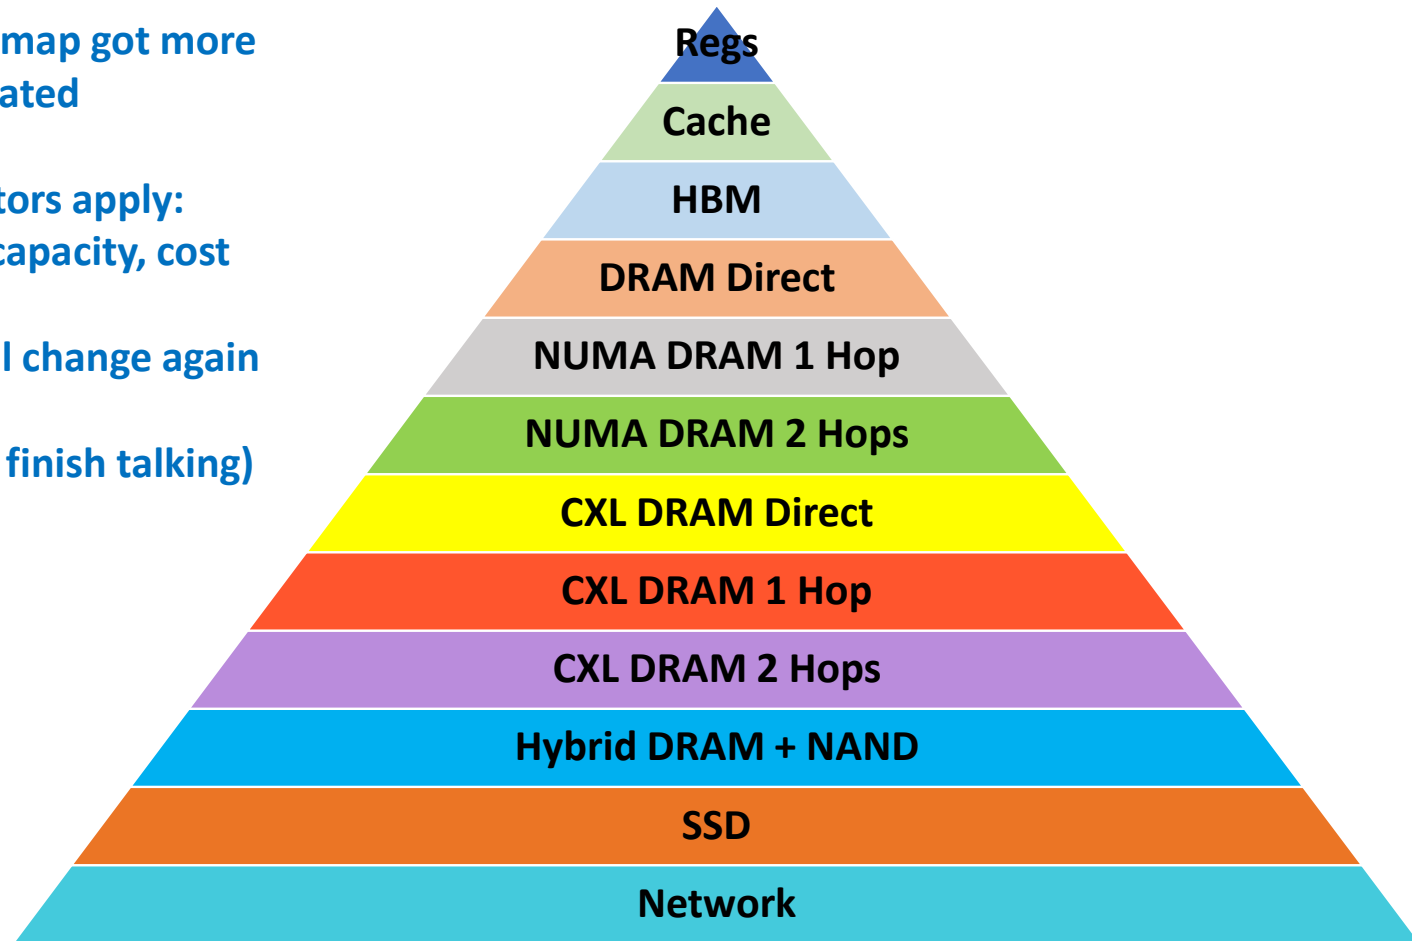 map got more
ated
tors apply:
capacity, cost
l change again
finish talking)
Regs
Cache
HBM
DRAM Direct
NUMA DRAM 1 Hop
NUMA DRAM 2 Hops
CXL DRAM Direct
CXL DRAM 1 Hop
CXL DRAM 2 Hops
Hybrid DRAM + NAND
SSD
Network